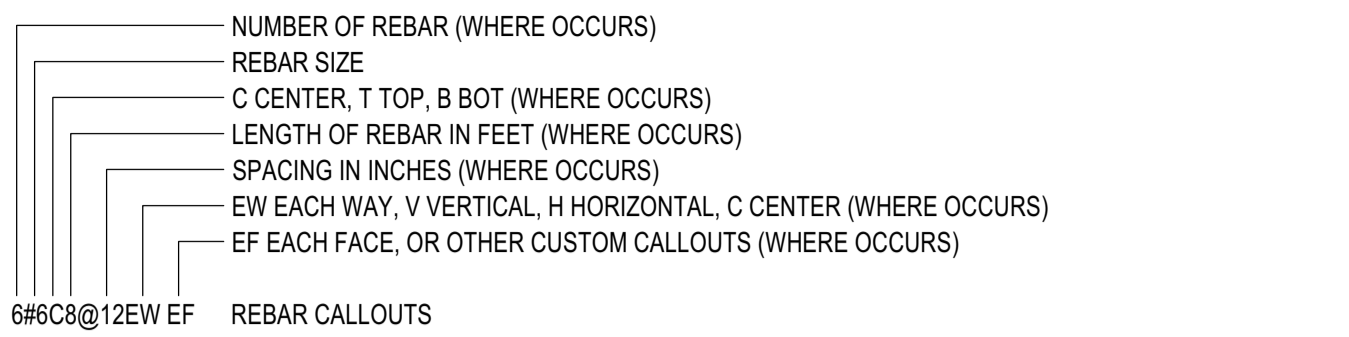 NUMBER OF REBAR (WHERE OCCURS)
REBAR SIZE
C CENTER, T TOP, B BOT (WHERE OCCURS)
LENGTH OF REBAR IN FEET (WHERE OCCURS)
SPACING IN INCHES (WHERE OCCURS)
EW EACH WAY, V VERTICAL, H HORIZONTAL, C CENTER (WHERE OCCURS)
EF EACH FACE, OR OTHER CUSTOM CALLOUTS (WHERE OCCURS)
6#6C8@12EW EF REBAR CALLOUTS